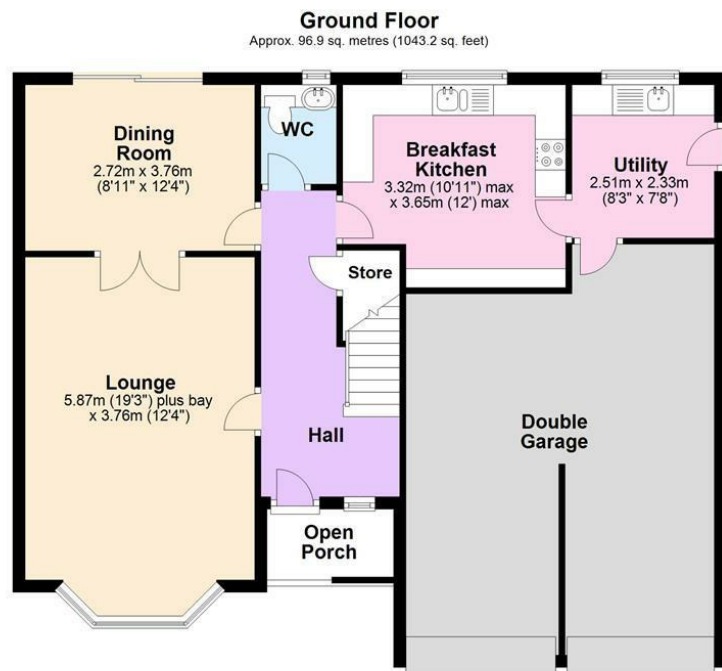 Ground Floor
Approx. 96.9 sq. metres (1043.2 sq. feet)
Dining
Room
2.72m x 3.76m
(8'11" x 12'4")
WC
Breakfast
Kitchen
3.32m (10'11") max
x 3.65m (12') max
Utility
2.51m x 2.33m
(8'3" x 7'8")
Store
Lounge
5.87m (19'3") plus bay
x 3.76m (12'4")
Hall
Double
Garage
Open
Porch